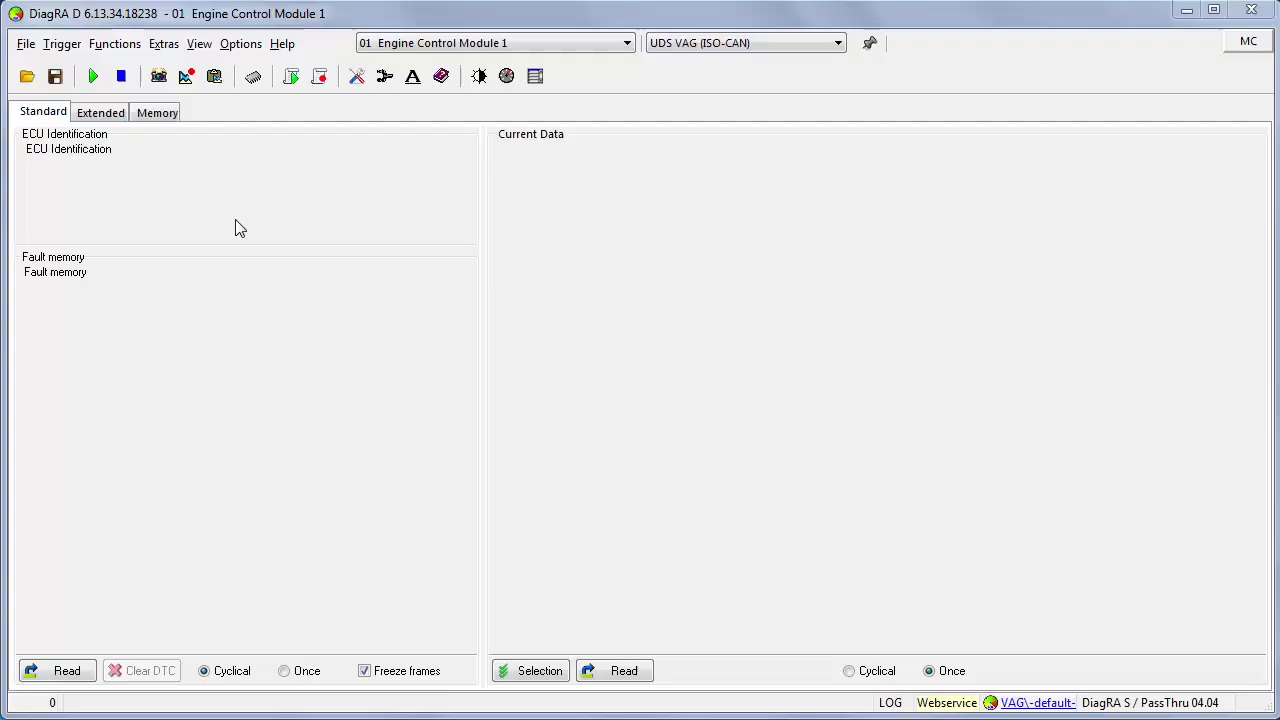 DiagRA D 6.13.34.18238 - 01 Engine Control Module 1
File Trigger Functions Extras View Options Help 01 Engine Control Module 1 UDS VAG (ISO-CAN) MC
Standard Extended Memory
ECU Identification
ECU Identification
Fault memory
Fault memory
Current Data
Read Clear DTC Cyclical Once Freeze frames Selection Read Cyclical Once
0 LOG Webservice VAG\-default- DiagRA S / PassThru 04.04